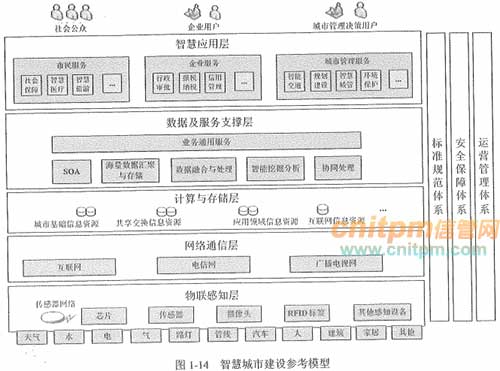 社会公众 企业用户 城市管理决策用户
智慧应用层
市民服务 企业服务 城市管理服务
社会保障 智慧医疗 智慧旅游 ... 行政审批 报税纳税 信用管理 ... 智能交通 规划建设 智慧城管 环境保护 ...
数据及服务支撑层
业务通用服务
SOA 海量数据汇聚与存储 数据融合与处理 智能挖掘分析 协同处理
计算与存储层
城市基础信息资源 共享交换信息资源 应用领域信息资源 互联网信息资源 ...
网络通信层
互联网 电信网 广播电视网
物联感知层
传感器网络 芯片 传感器 摄像头 RFID标签 其他感知设备
天气 水 电 气 路灯 管线 汽车 人 建筑 家居 其他
标准规范体系
安全保障体系
运营管理体系
cnitpm信管网
www.cnitpm.com
图 1-14 智慧城市建设参考模型